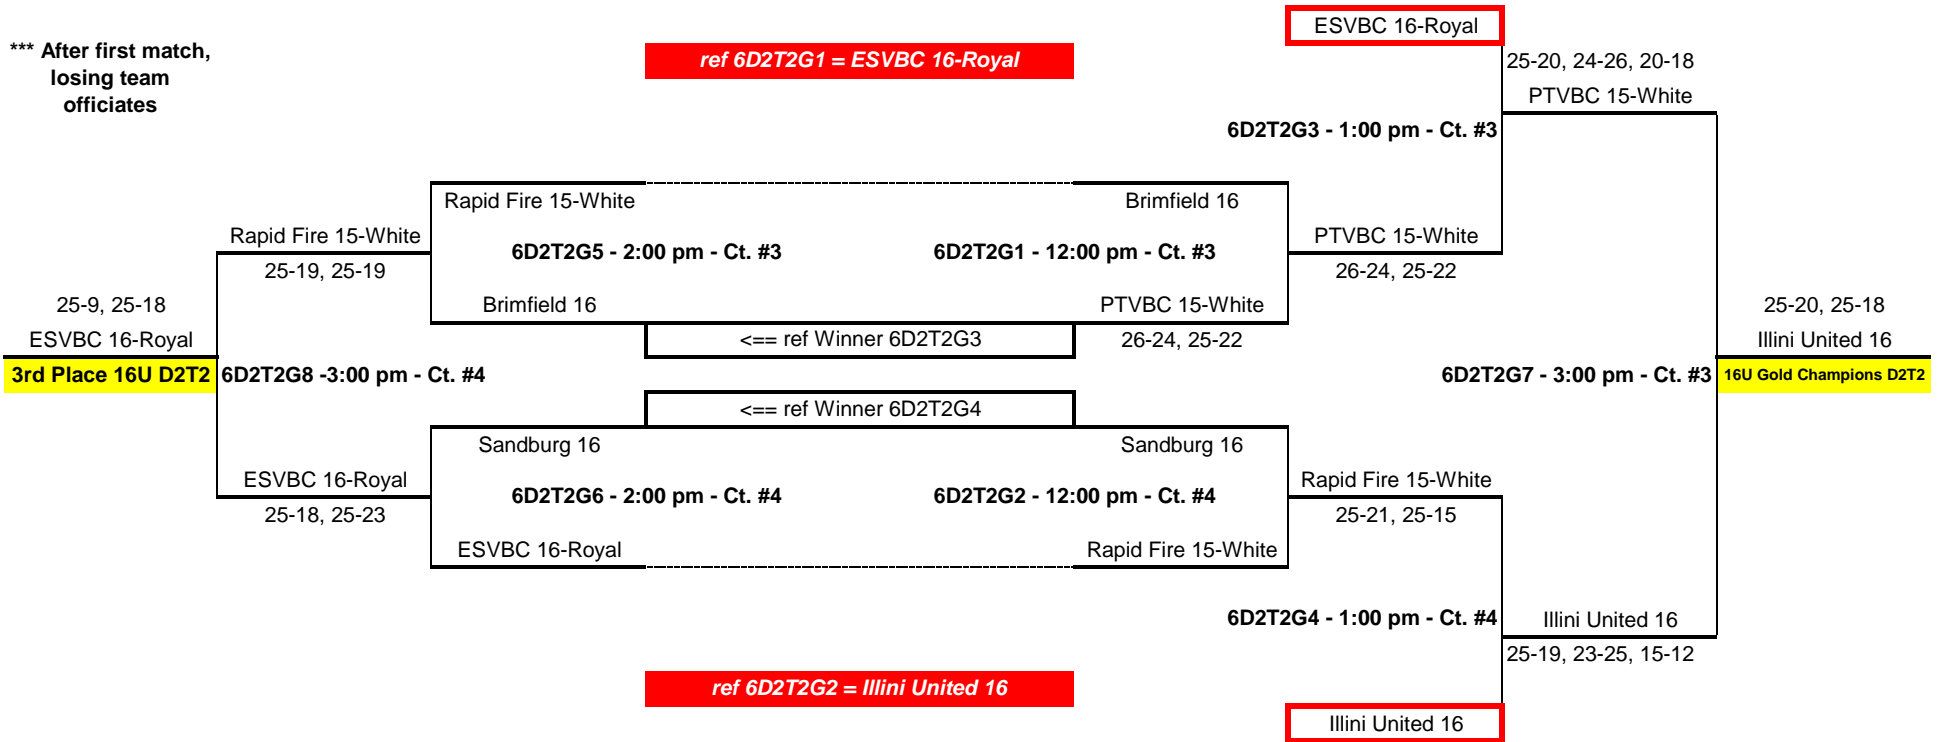 ESVBC 16-Royal
*** After first match,
losing team
officiates
ref 6D2T2G1 = ESVBC 16-Royal
25-20, 24-26, 20-18
PTVBC 15-White
6D2T2G3 - 1:00 pm - Ct. #3
Rapid Fire 15-White
Brimfield 16
Rapid Fire 15-White
6D2T2G5 - 2:00 pm - Ct. #3
6D2T2G1 - 12:00 pm - Ct. #3
PTVBC 15-White
25-19, 25-19
26-24, 25-22
25-9, 25-18
Brimfield 16
PTVBC 15-White
25-20, 25-18
ESVBC 16-Royal
<== ref Winner 6D2T2G3
26-24, 25-22
Illini United 16
3rd Place 16U D2T2
6D2T2G8 -3:00 pm - Ct. #4
6D2T2G7 - 3:00 pm - Ct. #3
16U Gold Champions D2T2
<== ref Winner 6D2T2G4
Sandburg 16
Sandburg 16
ESVBC 16-Royal
6D2T2G6 - 2:00 pm - Ct. #4
6D2T2G2 - 12:00 pm - Ct. #4
Rapid Fire 15-White
25-18, 25-23
25-21, 25-15
ESVBC 16-Royal
Rapid Fire 15-White
6D2T2G4 - 1:00 pm - Ct. #4
Illini United 16
25-19, 23-25, 15-12
ref 6D2T2G2 = Illini United 16
Illini United 16